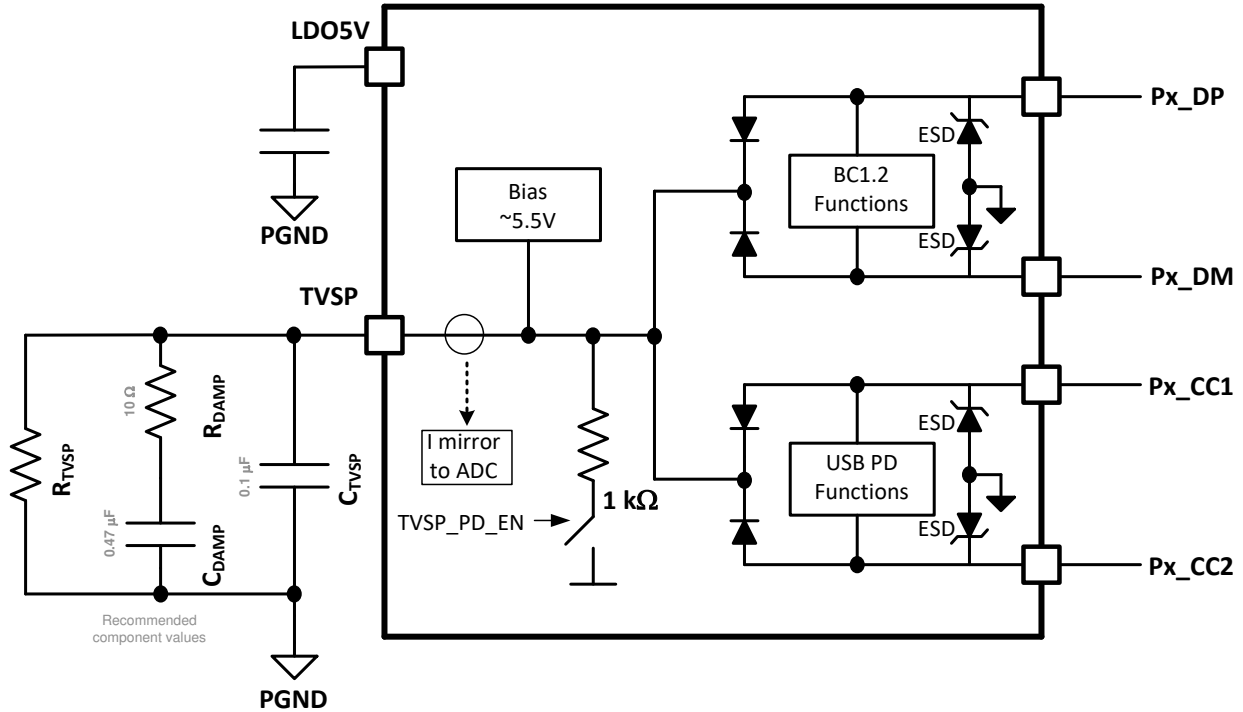 LDO5V
PGND
TVSP
Bias
~5.5V
I mirror
to ADC
TVSP_PD_EN
1 kΩ
BC1.2
Functions
ESD
ESD
Px_DP
Px_DM
USB PD
Functions
ESD
ESD
Px_CC1
Px_CC2
RTVSP
10 Ω
RDAMP
0.47 µF
CDAMP
0.1 µF
CTVSP
Recommended
component values
PGND